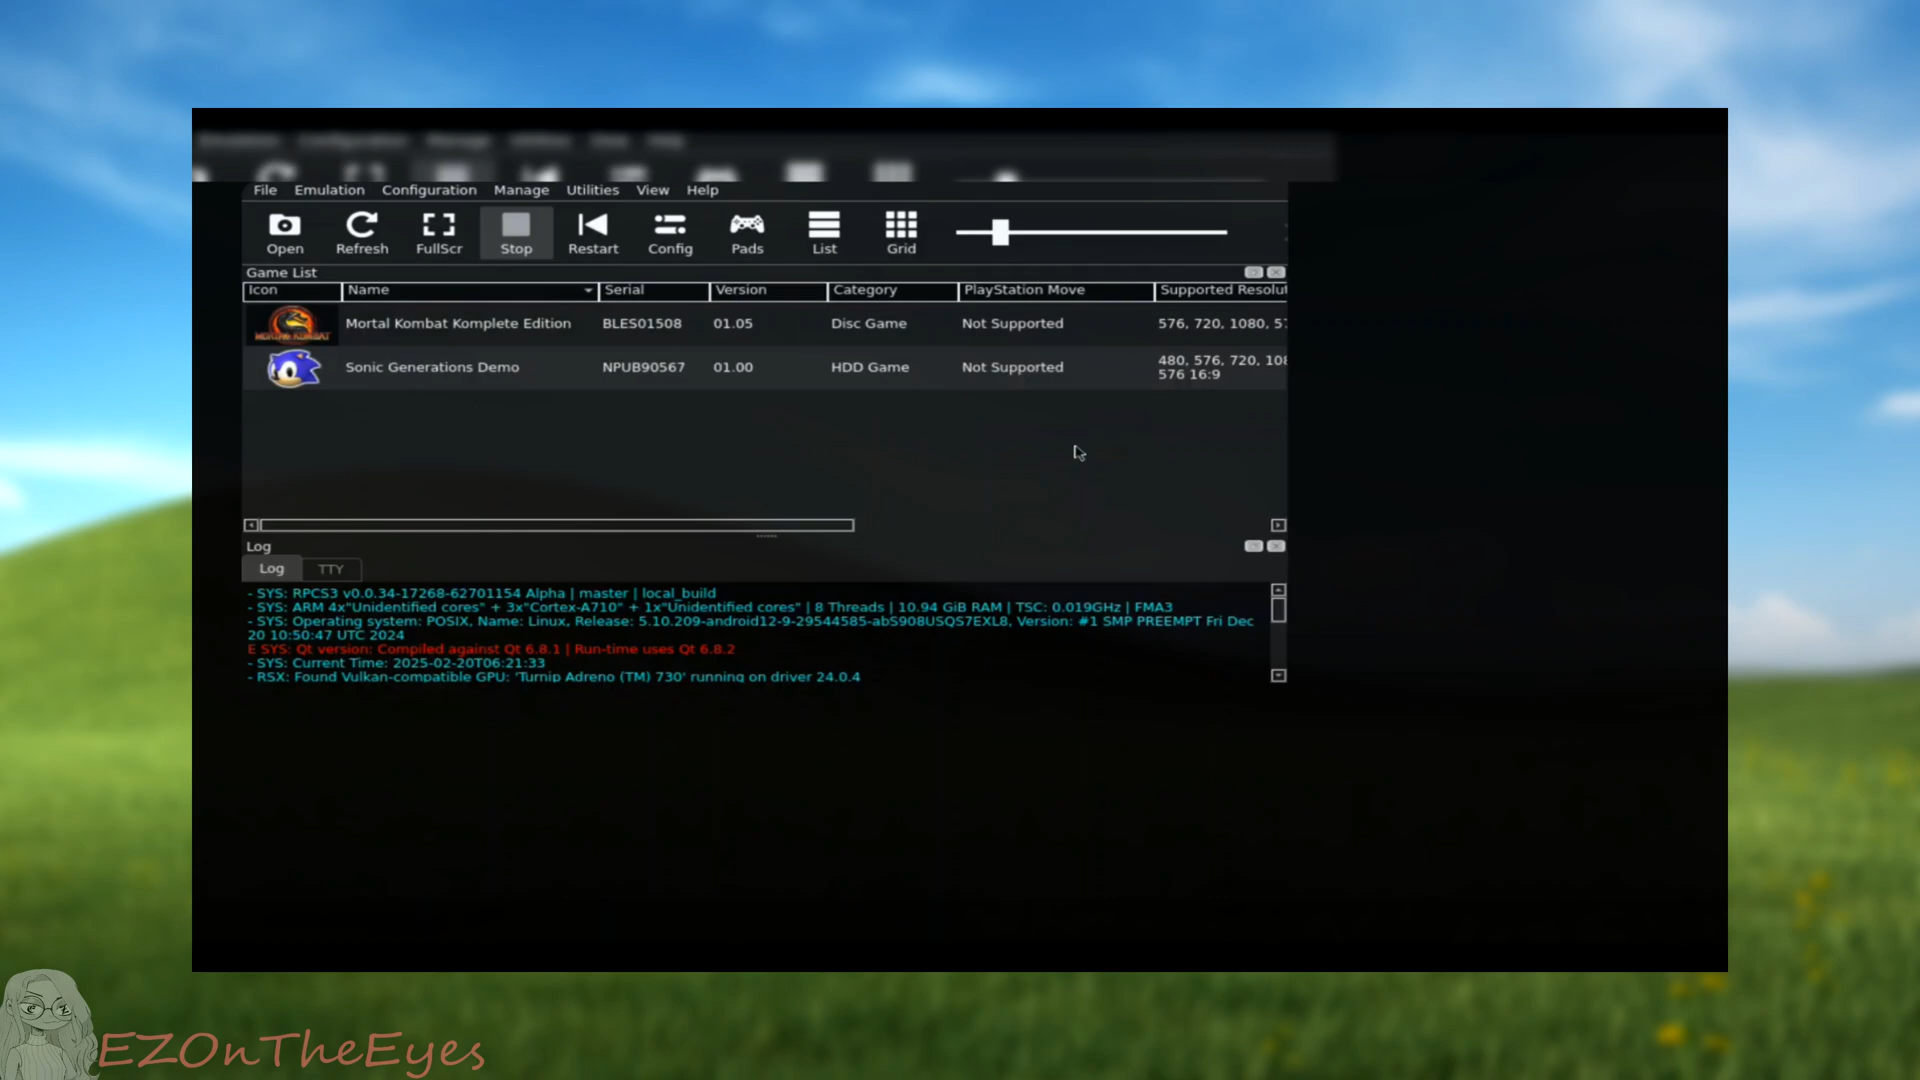 File Emulation Configuration Manage Utilities View Help
Open Refresh FullScr Stop Restart Config Pads List Grid
Game List
Icon Name Serial Version Category PlayStation Move Supported Resolut
MORTAL KOMBAT Mortal Kombat Komplete Edition BLES01508 01.05 Disc Game Not Supported 576, 720, 1080, 57
Sonic Generations Demo NPUB90567 01.00 HDD Game Not Supported 480, 576, 720, 108
576 16:9
Log
Log TTY
- SYS: RPCS3 v0.0.34-17268-62701154 Alpha | master | local_build
- SYS: ARM 4x"Unidentified cores" + 3x"Cortex-A710" + 1x"Unidentified cores" | 8 Threads | 10.94 GiB RAM | TSC: 0.019GHz | FMA3
- SYS: Operating system: POSIX, Name: Linux, Release: 5.10.209-android12-9-29544585-abS908USQS7EXL8, Version: #1 SMP PREEMPT Fri Dec
20 10:50:47 UTC 2024
E SYS: Qt version: Compiled against Qt 6.8.1 | Run-time uses Qt 6.8.2
- SYS: Current Time: 2025-02-20T06:21:33
- RSX: Found Vulkan-compatible GPU: 'Turnip Adreno (TM) 730' running on driver 24.0.4
EZOnTheEyes